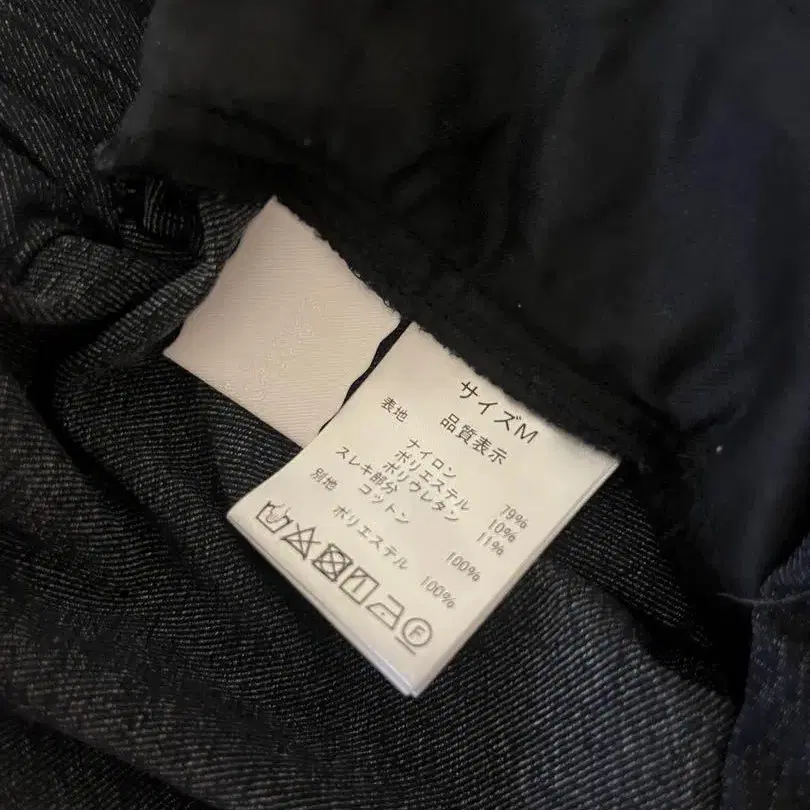 サイズM
品質表示
表地
ナイロン 79%
ポリエステル 10%
ポリウレタン 11%
スレキ部分
コットン 100%
別地
ポリエステル 100%
F